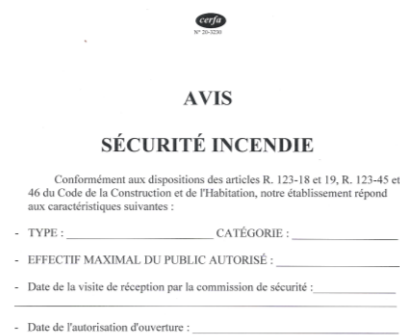 cerfa
N° 20-3230
AVIS
SÉCURITÉ INCENDIE
Conformément aux dispositions des articles R. 123-18 et 19, R. 123-45 et
46 du Code de la Construction et de l'Habitation, notre établissement répond
aux caractéristiques suivantes :
- TYPE : CATÉGORIE :
- EFFECTIF MAXIMAL DU PUBLIC AUTORISÉ :
- Date de la visite de réception par la commission de sécurité :
- Date de l'autorisation d'ouverture :